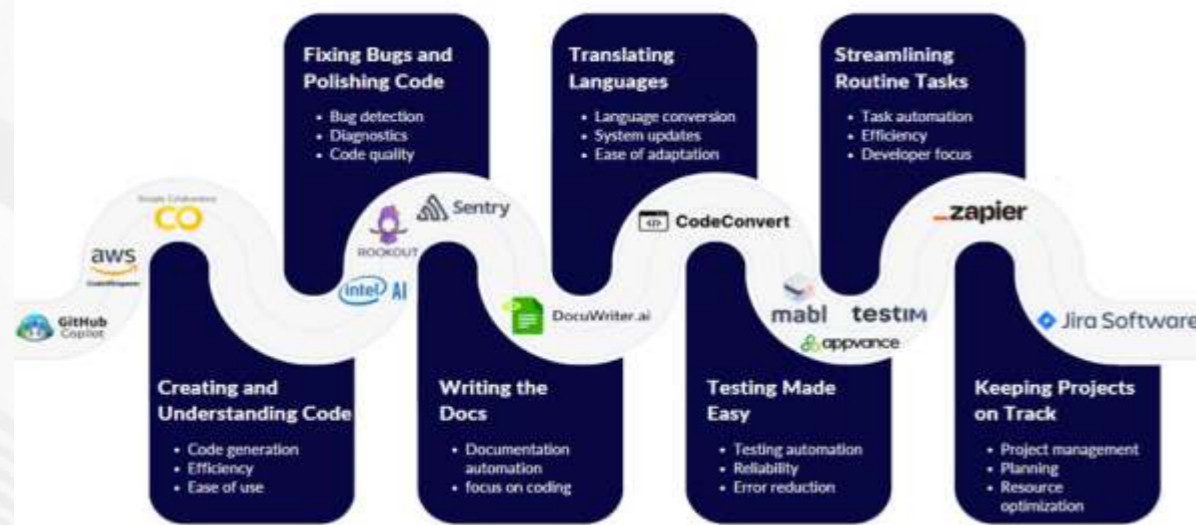 Fixing Bugs and
Polishing Code
• Bug detection
• Diagnostics
• Code quality
Translating
Languages
• Language conversion
• System updates
• Ease of adaptation
Streamlining
Routine Tasks
• Task automation
• Efficiency
• Developer focus
CO
aws
GitHub
Copilot
ROOKOUT
Sentry
intel AI
DocuWriter.ai
</> CodeConvert
mabl
testim
appvance
zapier
Jira Software
Creating and
Understanding Code
• Code generation
• Efficiency
• Ease of use
Writing the
Docs
• Documentation
automation
• focus on coding
Testing Made
Easy
• Testing automation
• Reliability
• Error reduction
Keeping Projects
on Track
• Project management
• Planning
• Resource
optimization